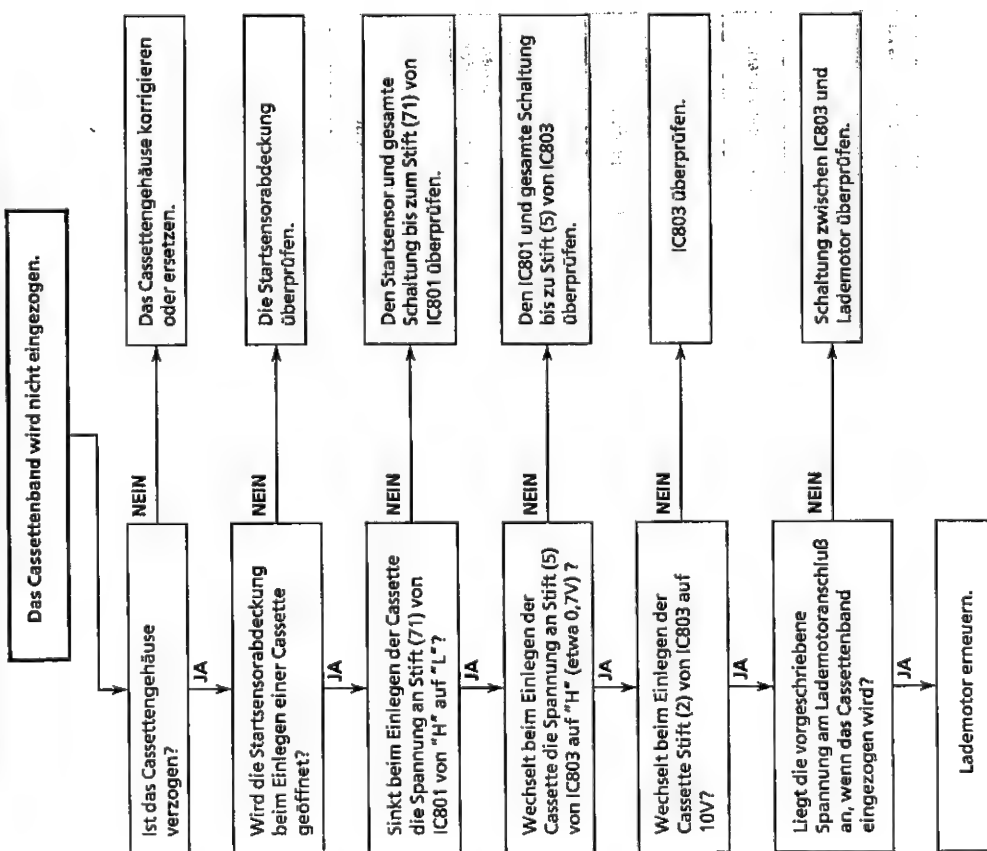 Das Cassettenband wird nicht eingezogen.
Ist das Cassettengehäuse
verzogen?
NEIN
Das Cassettengehäuse korrigieren
oder ersetzen.
JA
Wird die Startsensorabdeckung
beim Einlegen einer Cassette
geöffnet?
NEIN
Die Startsensorabdeckung
überprüfen.
JA
Sinkt beim Einlegen der Cassette
die Spannung an Stift (71) von
IC801 von "H" auf "L"?
NEIN
Den Startsensor und gesamte
Schaltung bis zum Stift (71) von
IC801 überprüfen.
JA
Wechselt beim Einlegen der
Cassette die Spannung an Stift (5)
von IC803 auf "H" (etwa 0,7V) ?
NEIN
Den IC801 und gesamte Schaltung
bis zu Stift (5) von IC803
überprüfen.
JA
Wechselt beim Einlegen der
Cassette Stift (2) von IC803 auf
10V?
NEIN
IC803 überprüfen.
JA
Liegt die vorgeschriebene
Spannung am Lademotoranschluß
an, wenn das Cassettenband
eingezogen wird?
NEIN
Schaltung zwischen IC803 und
Lademotor überprüfen.
JA
Lademotor erneuern.